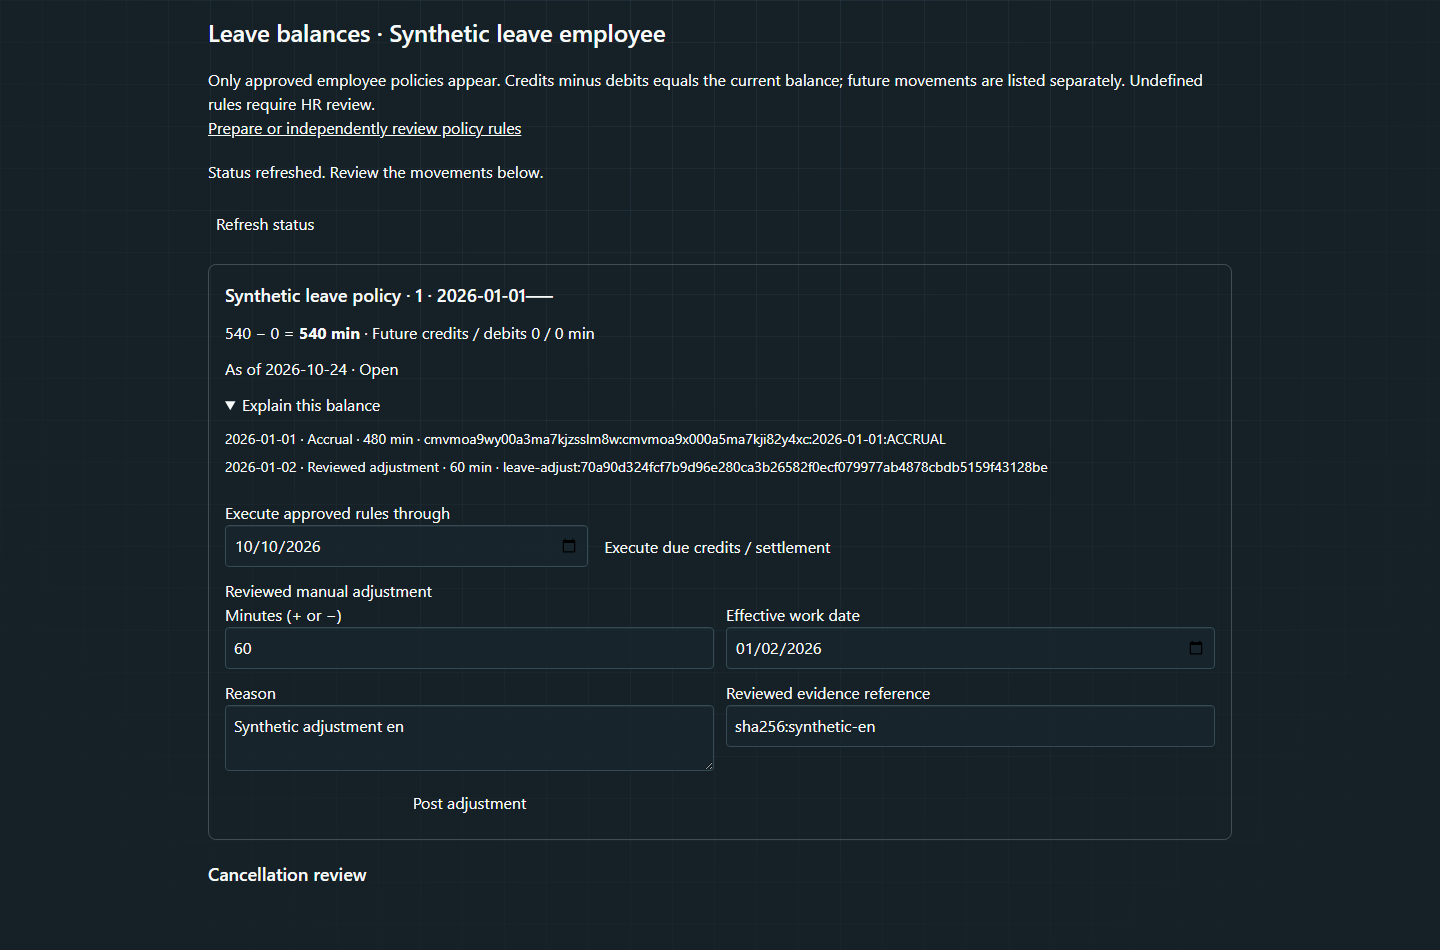 Leave balances · Synthetic leave employee
Only approved employee policies appear. Credits minus debits equals the current balance; future movements are listed separately. Undefined
rules require HR review.
Prepare or independently review policy rules
Status refreshed. Review the movements below.
Refresh status
Synthetic leave policy · 1 · 2026-01-01—–
540 − 0 = 540 min · Future credits / debits 0 / 0 min
As of 2026-10-24 · Open
▼ Explain this balance
2026-01-01 · Accrual · 480 min · cmvmoa9wy00a3ma7kjzsslm8w:cmvmoa9x000a5ma7kji82y4xc:2026-01-01:ACCRUAL
2026-01-02 · Reviewed adjustment · 60 min · leave-adjust:70a90d324fcf7b9d96e280ca3b26582f0ecf079977ab4878cbdb5159f43128be
Execute approved rules through
10/10/2026
Execute due credits / settlement
Reviewed manual adjustment
Minutes (+ or −)
Effective work date
60
01/02/2026
Reason
Reviewed evidence reference
Synthetic adjustment en
sha256:synthetic-en
Post adjustment
Cancellation review